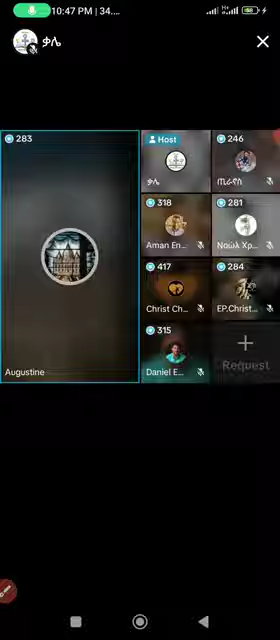 10:47 PM | 34....
ቃሌ
283
Augustine
Host
ቃሌ
246
ጢራኖስ
318
Aman En...
281
Ναώλ Χρ...
417
Christ Ch...
284
EP.Christ...
315
Daniel E...
Request